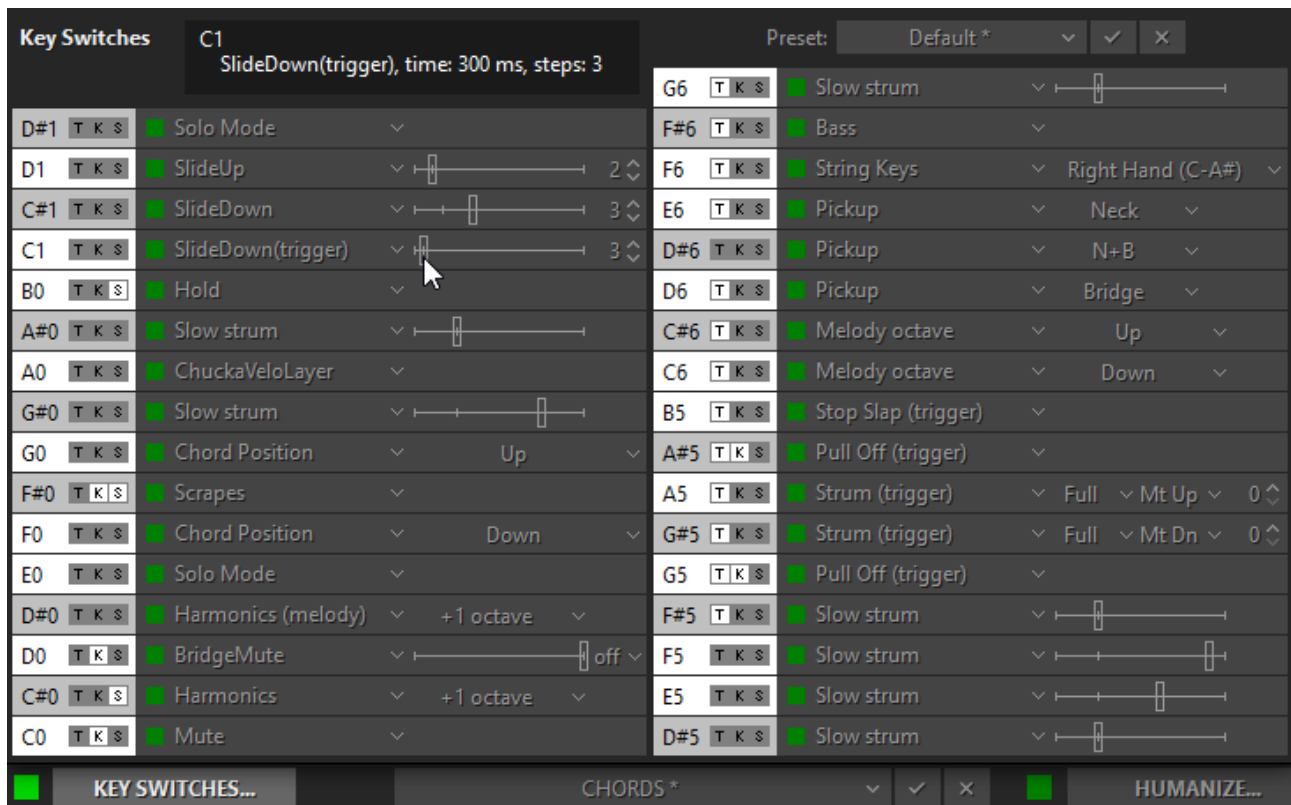 Key Switches
C1
SlideDown(trigger), time: 300 ms, steps: 3
Preset: Default *
D#1 T K S Solo Mode
D1 T K S SlideUp 2
C#1 T K S SlideDown 3
C1 T K S SlideDown(trigger) 3
B0 T K S Hold
A#0 T K S Slow strum
A0 T K S ChuckaVeloLayer
G#0 T K S Slow strum
G0 T K S Chord Position Up
F#0 T K S Scrapes
F0 T K S Chord Position Down
E0 T K S Solo Mode
D#0 T K S Harmonics (melody) +1 octave
D0 T K S BridgeMute off
C#0 T K S Harmonics +1 octave
C0 T K S Mute
G6 T K S Slow strum
F#6 T K S Bass
F6 T K S String Keys Right Hand (C-A#)
E6 T K S Pickup Neck
D#6 T K S Pickup N+B
D6 T K S Pickup Bridge
C#6 T K S Melody octave Up
C6 T K S Melody octave Down
B5 T K S Stop Slap (trigger)
A#5 T K S Pull Off (trigger)
A5 T K S Strum (trigger) Full Mt Up 0
G#5 T K S Strum (trigger) Full Mt Dn 0
G5 T K S Pull Off (trigger)
F#5 T K S Slow strum
F5 T K S Slow strum
E5 T K S Slow strum
D#5 T K S Slow strum
KEY SWITCHES... CHORDS * HUMANIZE...